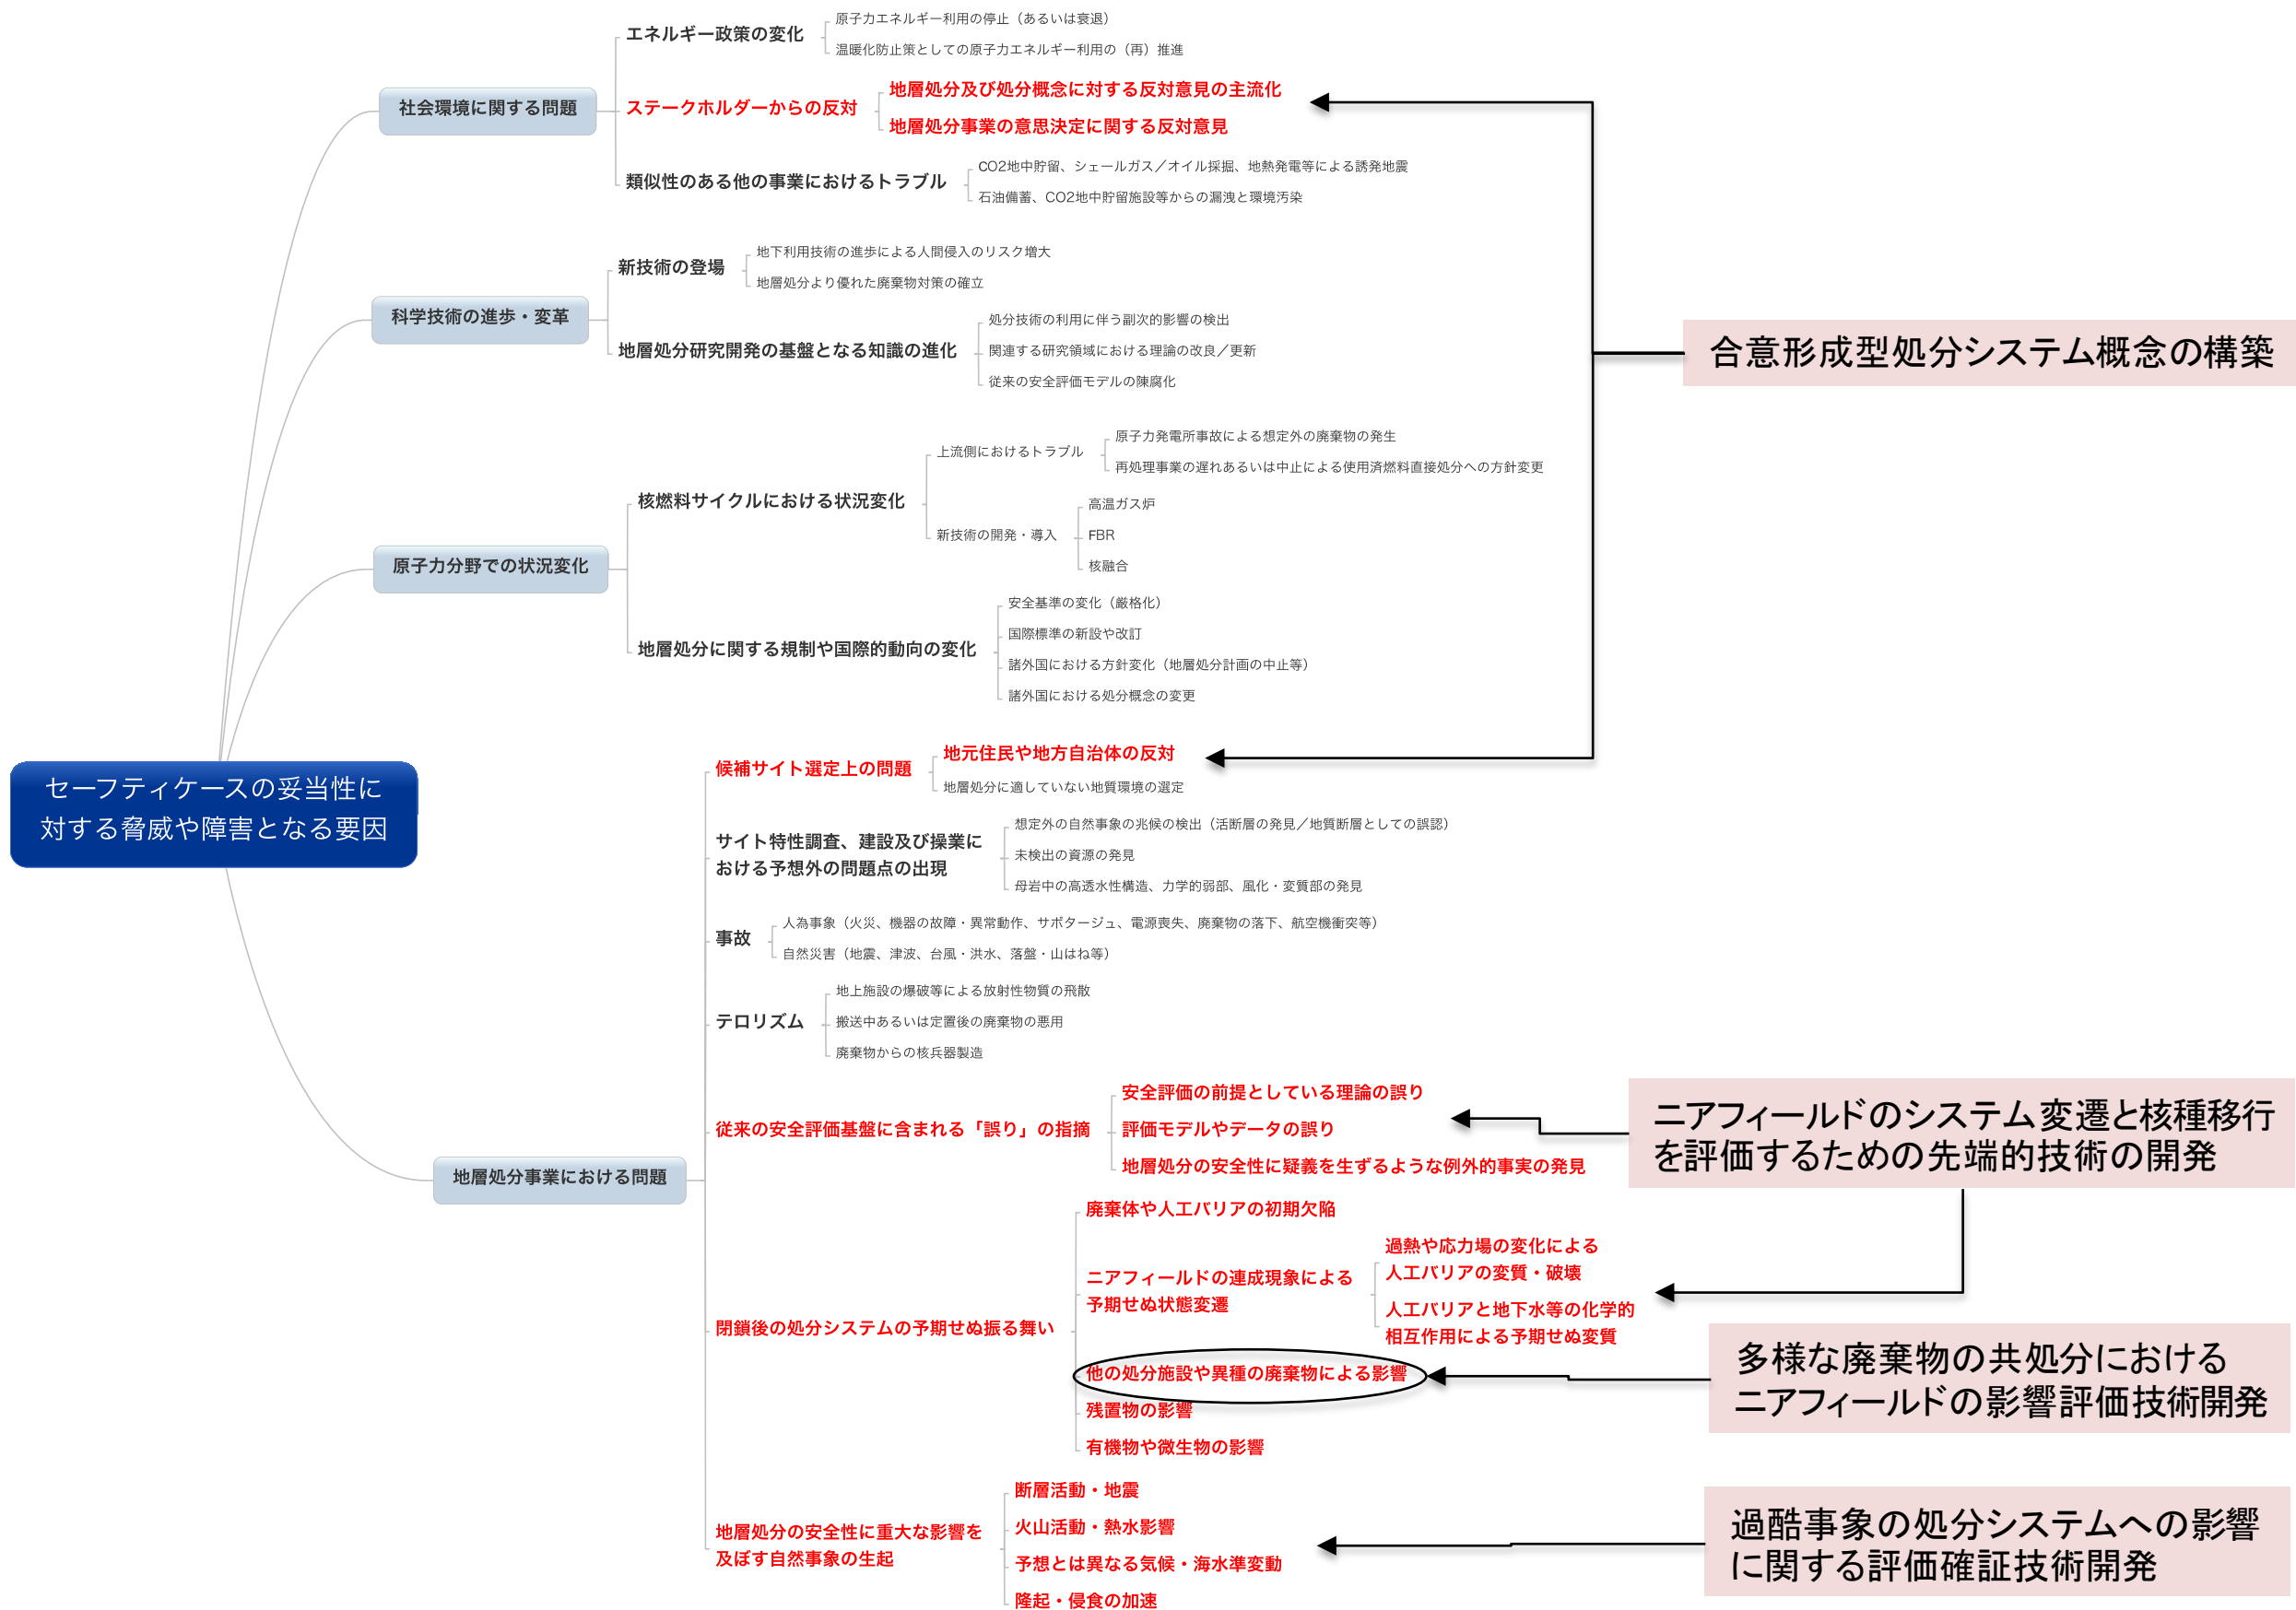 セーフティケースの妥当性に
対する脅威や障害となる要因
社会環境に関する問題
エネルギー政策の変化
原子力エネルギー利用の停止（あるいは衰退）
温暖化防止策としての原子力エネルギー利用の（再）推進
ステークホルダーからの反対
地層処分及び処分概念に対する反対意見の主流化
地層処分事業の意思決定に関する反対意見
類似性のある他の事業におけるトラブル
CO2地中貯留、シェールガス／オイル採掘、地熱発電等による誘発地震
石油備蓄、CO2地中貯留施設等からの漏洩と環境汚染
科学技術の進歩・変革
新技術の登場
地下利用技術の進歩による人間侵入のリスク増大
地層処分より優れた廃棄物対策の確立
地層処分研究開発の基盤となる知識の進化
処分技術の利用に伴う副次的影響の検出
関連する研究領域における理論の改良／更新
従来の安全評価モデルの陳腐化
原子力分野での状況変化
核燃料サイクルにおける状況変化
上流側におけるトラブル
原子力発電所事故による想定外の廃棄物の発生
再処理事業の遅れあるいは中止による使用済燃料直接処分への方針変更
新技術の開発・導入
高温ガス炉
FBR
核融合
地層処分に関する規制や国際的動向の変化
安全基準の変化（厳格化）
国際標準の新設や改訂
諸外国における方針変化（地層処分計画の中止等）
諸外国における処分概念の変更
地層処分事業における問題
候補サイト選定上の問題
地元住民や地方自治体の反対
地層処分に適していない地質環境の選定
サイト特性調査、建設及び操業に
おける予想外の問題点の出現
想定外の自然事象の兆候の検出（活断層の発見／地質断層としての誤認）
未検出の資源の発見
母岩中の高透水性構造、力学的弱部、風化・変質部の発見
事故
人為事象（火災、機器の故障・異常動作、サボタージュ、電源喪失、廃棄物の落下、航空機衝突等）
自然災害（地震、津波、台風・洪水、落盤・山はね等）
テロリズム
地上施設の爆破等による放射性物質の飛散
搬送中あるいは定置後の廃棄物の悪用
廃棄物からの核兵器製造
従来の安全評価基盤に含まれる「誤り」の指摘
安全評価の前提としている理論の誤り
評価モデルやデータの誤り
地層処分の安全性に疑義を生ずるような例外的事実の発見
閉鎖後の処分システムの予期せぬ振る舞い
廃棄体や人工バリアの初期欠陥
ニアフィールドの連成現象による
予期せぬ状態変遷
過熱や応力場の変化による
人工バリアの変質・破壊
人工バリアと地下水等の化学的
相互作用による予期せぬ変質
他の処分施設や異種の廃棄物による影響
残置物の影響
有機物や微生物の影響
地層処分の安全性に重大な影響を
及ぼす自然事象の生起
断層活動・地震
火山活動・熱水影響
予想とは異なる気候・海水準変動
隆起・侵食の加速
合意形成型処分システム概念の構築
ニアフィールドのシステム変遷と核種移行
を評価するための先端的技術の開発
多様な廃棄物の共処分における
ニアフィールドの影響評価技術開発
過酷事象の処分システムへの影響
に関する評価確証技術開発